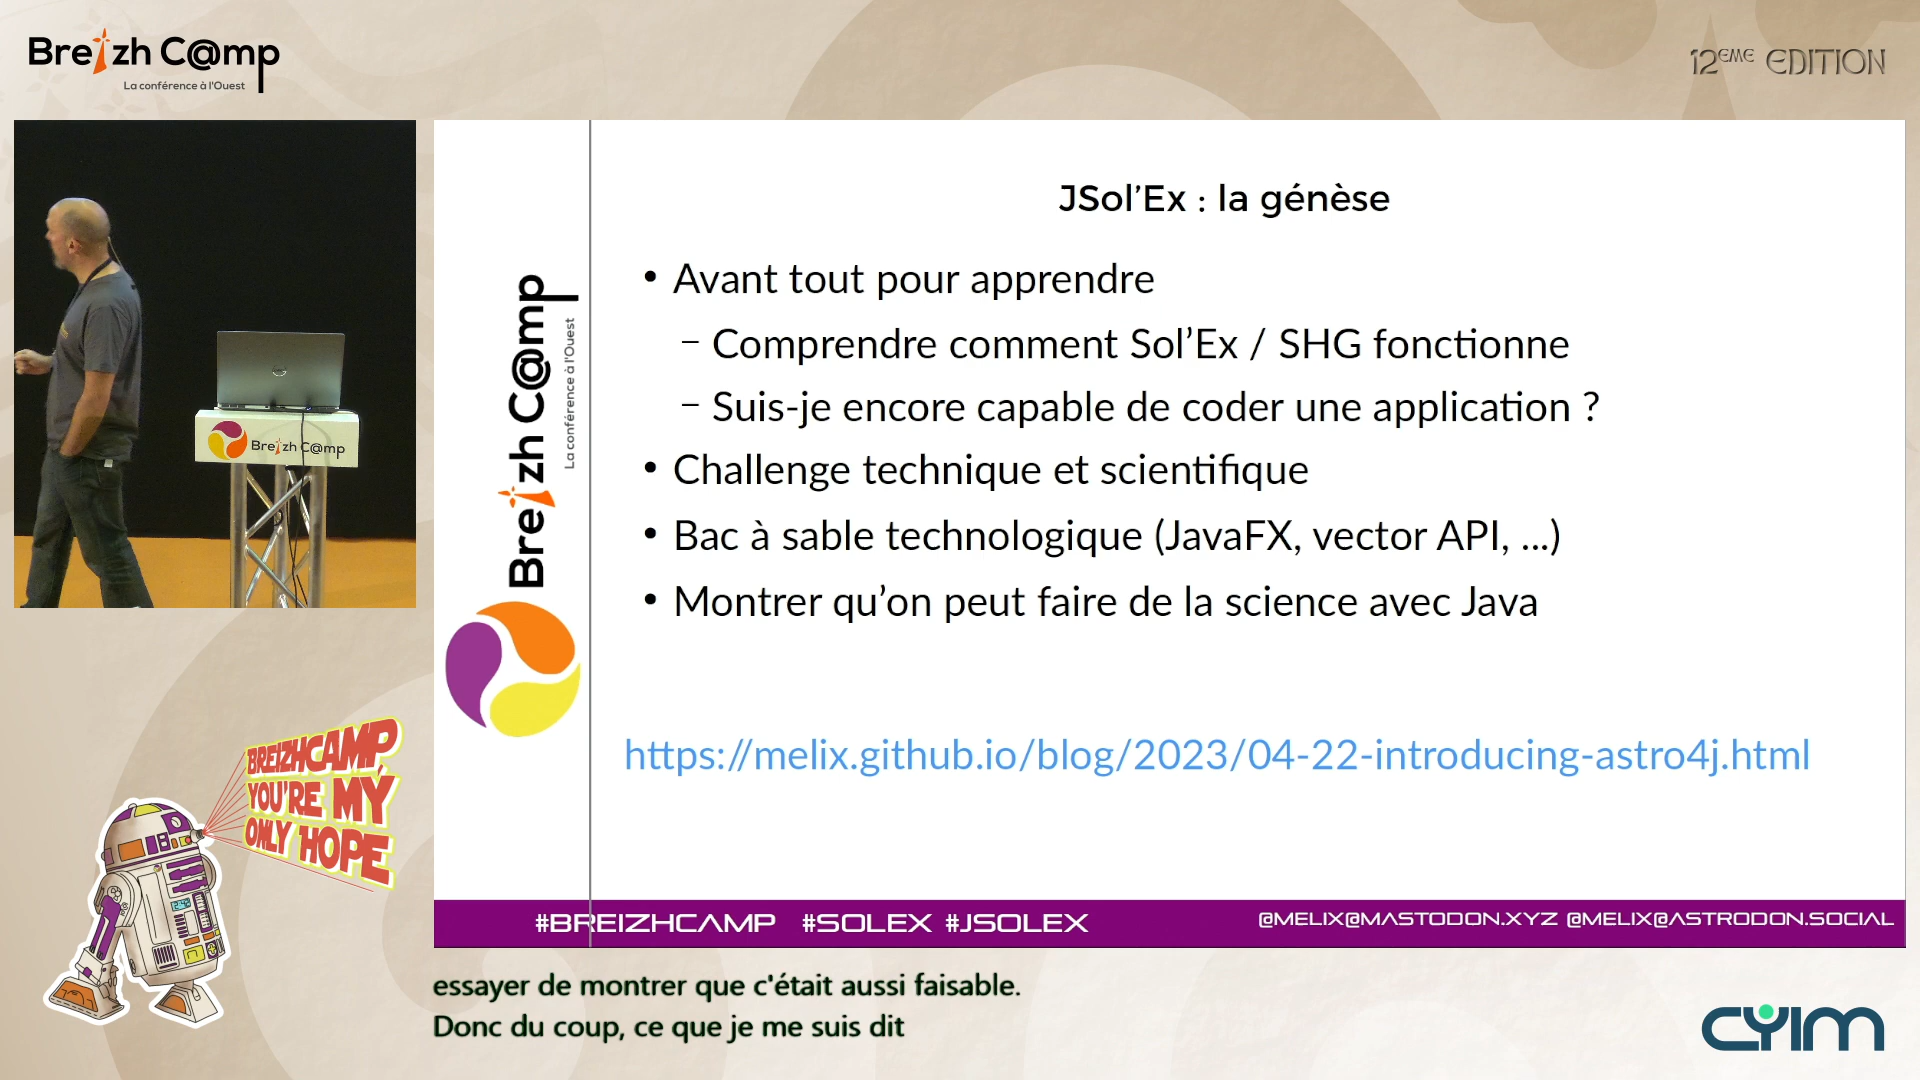 Breizh C@mp
La conférence à l'Ouest
12ÈME EDITION
Breizh C@mp
BREIZHCAMP
YOU'RE MY
ONLY HOPE
Breizh C@mp
La conférence à l'Ouest
JSol’Ex : la génèse
• Avant tout pour apprendre
– Comprendre comment Sol’Ex / SHG fonctionne
– Suis-je encore capable de coder une application ?
• Challenge technique et scientifique
• Bac à sable technologique (JavaFX, vector API, ...)
• Montrer qu’on peut faire de la science avec Java
https://melix.github.io/blog/2023/04-22-introducing-astro4j.html
#BREIZHCAMP #SOLEX #JSOLEX
@MELIX@MASTODON.XYZ @MELIX@ASTRODON.SOCIAL
essayer de montrer que c'était aussi faisable.
Donc du coup, ce que je me suis dit
CYIM